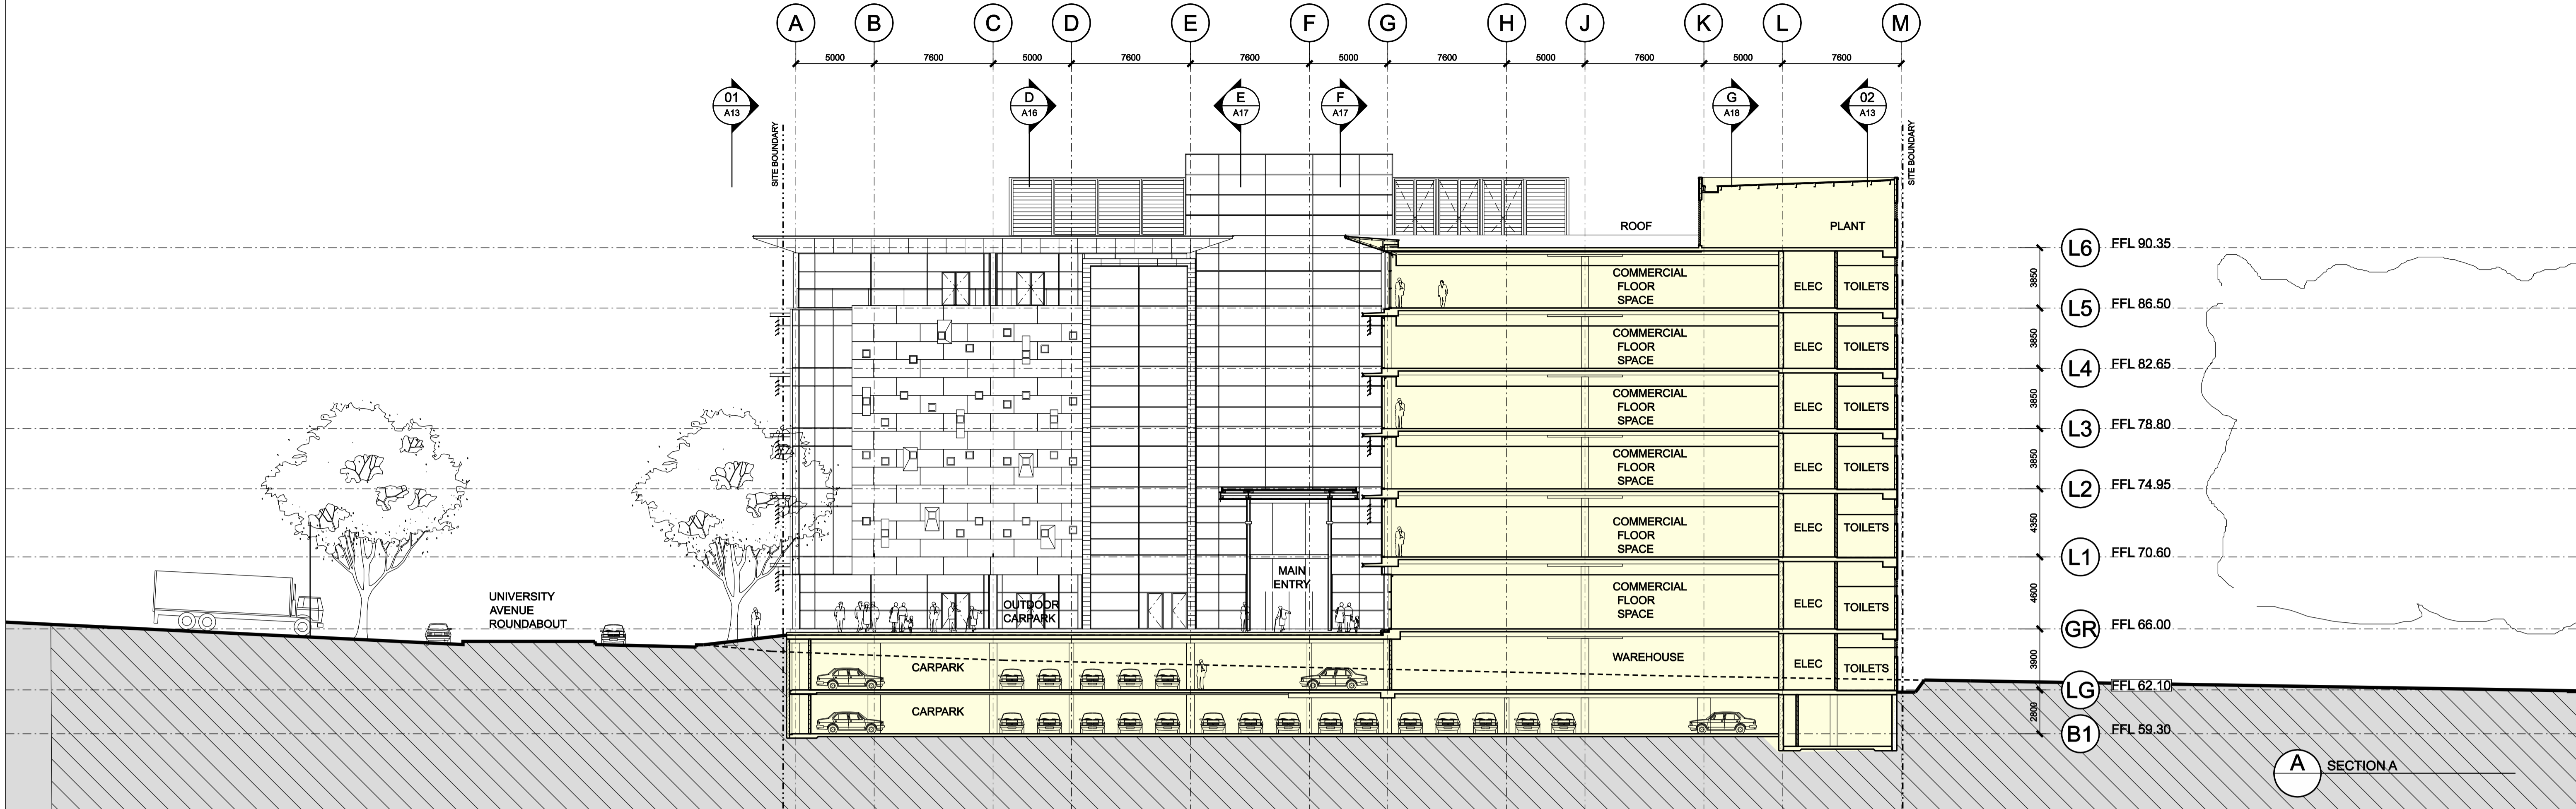 A B C D E F G H J K L M
5000 7600 5000 7600 7600 5000 7600 5000 7600 5000 7600
01 D E F G 02
A13 A16 A17 A17 A18 A13
SITE BOUNDARY
SITE BOUNDARY
ROOF PLANT
L6 FFL 90.35
3850
COMMERCIAL
FLOOR
SPACE
ELEC TOILETS
L5 FFL 86.50
3850
COMMERCIAL
FLOOR
SPACE
ELEC TOILETS
L4 FFL 82.65
3850
COMMERCIAL
FLOOR
SPACE
ELEC TOILETS
L3 FFL 78.80
3850
COMMERCIAL
FLOOR
SPACE
ELEC TOILETS
L2 FFL 74.95
4350
COMMERCIAL
FLOOR
SPACE
ELEC TOILETS
L1 FFL 70.60
4600
MAIN
ENTRY
COMMERCIAL
FLOOR
SPACE
ELEC TOILETS
UNIVERSITY
AVENUE
ROUNDABOUT
OUTDOOR
CARPARK
GR FFL 66.00
3900
CARPARK WAREHOUSE ELEC TOILETS
LG FFL 62.10
2800
CARPARK
B1 FFL 59.30
A SECTION A